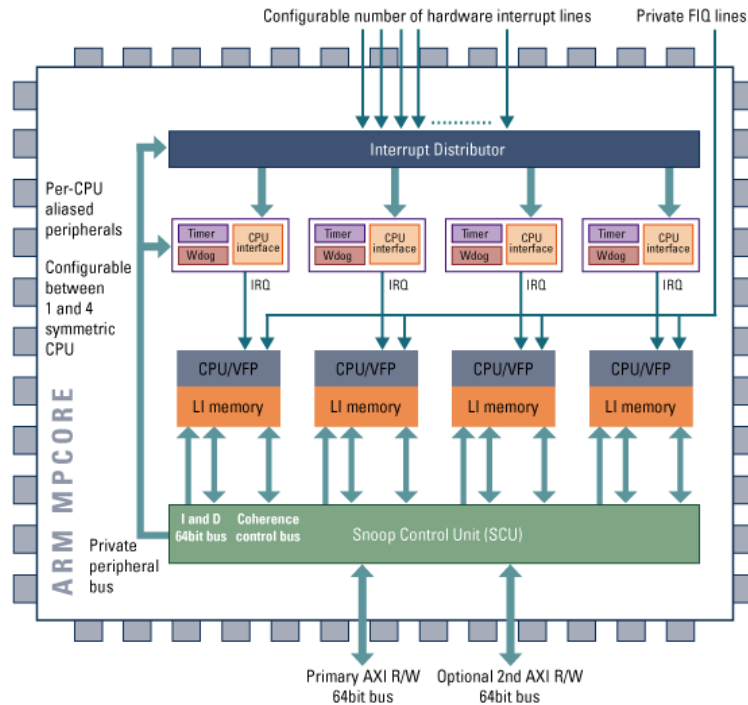 Configurable number of hardware interrupt lines
Private FIQ lines
Interrupt Distributor
Per-CPU
aliased
peripherals
Configurable
between
1 and 4
symmetric
CPU
Timer
Wdog
CPU
interface
Timer
Wdog
CPU
interface
Timer
Wdog
CPU
interface
Timer
Wdog
CPU
interface
IRQ
IRQ
IRQ
IRQ
CPU/VFP
LI memory
CPU/VFP
LI memory
CPU/VFP
LI memory
CPU/VFP
LI memory
ARM MPCORE
I and D
64bit bus
Coherence
control bus
Snoop Control Unit (SCU)
Private
peripheral
bus
Primary AXI R/W
64bit bus
Optional 2nd AXI R/W
64bit bus